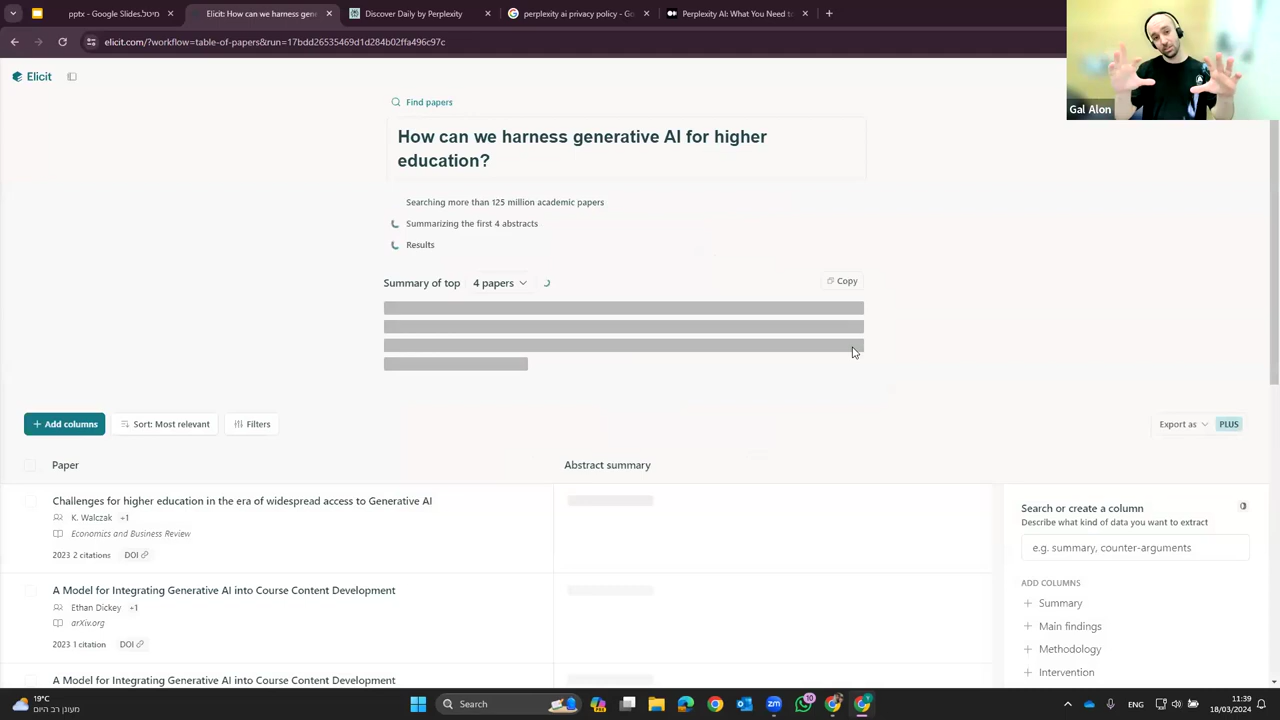 שיפטים.Google Slides
Elicit: How can we harness gen
Discover Daily by Perplexity
perplexity ai privacy policy - Go
Perplexity AI: What You Need to
elicit.com/?workflow=table-of-papers&run=17bdd26535469d1d284b02ffa496c97c
Gal Alon
Elicit
Find papers
How can we harness generative AI for higher
education?
Searching more than 125 million academic papers
Summarizing the first 4 abstracts
Results
Summary of top 4 papers
Copy
+ Add columns
Sort: Most relevant
Filters
Export as PLUS
Paper
Abstract summary
Challenges for higher education in the era of widespread access to Generative AI
K. Walczak +1
Economics and Business Review
2023 2 citations DOI
A Model for Integrating Generative AI into Course Content Development
Ethan Dickey +1
arXiv.org
2023 1 citation DOI
A Model for Integrating Generative AI into Course Content Development
Search or create a column
Describe what kind of data you want to extract
e.g. summary, counter-arguments
ADD COLUMNS
+ Summary
+ Main findings
+ Methodology
+ Intervention
19°C
מעונן רב היום
Search
10
ENG
11:39
18/03/2024